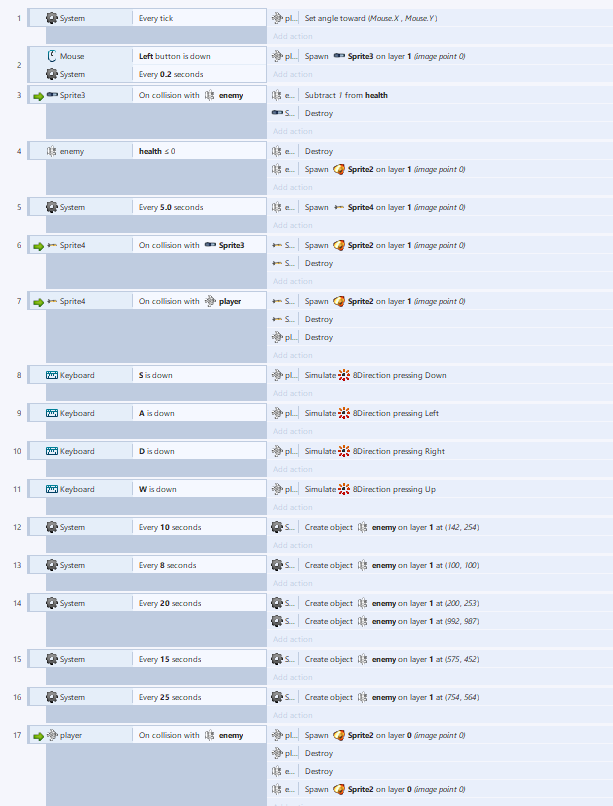 1 System Every tick pl... Set angle toward (Mouse.X , Mouse.Y )
Add action
2 Mouse Left button is down pl... Spawn Sprite3 on layer 1 (image point 0)
System Every 0.2 seconds Add action
3 Sprite3 On collision with enemy e... Subtract 1 from health
S... Destroy
Add action
4 enemy health ≤ 0 e... Destroy
e... Spawn Sprite2 on layer 1 (image point 0)
Add action
5 System Every 5.0 seconds e... Spawn Sprite4 on layer 1 (image point 0)
Add action
6 Sprite4 On collision with Sprite3 S... Spawn Sprite2 on layer 1 (image point 0)
S... Destroy
Add action
7 Sprite4 On collision with player S... Spawn Sprite2 on layer 1 (image point 0)
S... Destroy
pl... Destroy
Add action
8 Keyboard S is down pl... Simulate 8Direction pressing Down
Add action
9 Keyboard A is down pl... Simulate 8Direction pressing Left
Add action
10 Keyboard D is down pl... Simulate 8Direction pressing Right
Add action
11 Keyboard W is down pl... Simulate 8Direction pressing Up
Add action
12 System Every 10 seconds S... Create object enemy on layer 1 at (142, 254)
Add action
13 System Every 8 seconds S... Create object enemy on layer 1 at (100, 100)
Add action
14 System Every 20 seconds S... Create object enemy on layer 1 at (200, 253)
S... Create object enemy on layer 1 at (992, 987)
Add action
15 System Every 15 seconds S... Create object enemy on layer 1 at (575, 452)
Add action
16 System Every 25 seconds S... Create object enemy on layer 1 at (754, 564)
Add action
17 player On collision with enemy pl... Spawn Sprite2 on layer 0 (image point 0)
pl... Destroy
e... Destroy
e... Spawn Sprite2 on layer 0 (image point 0)
Add action